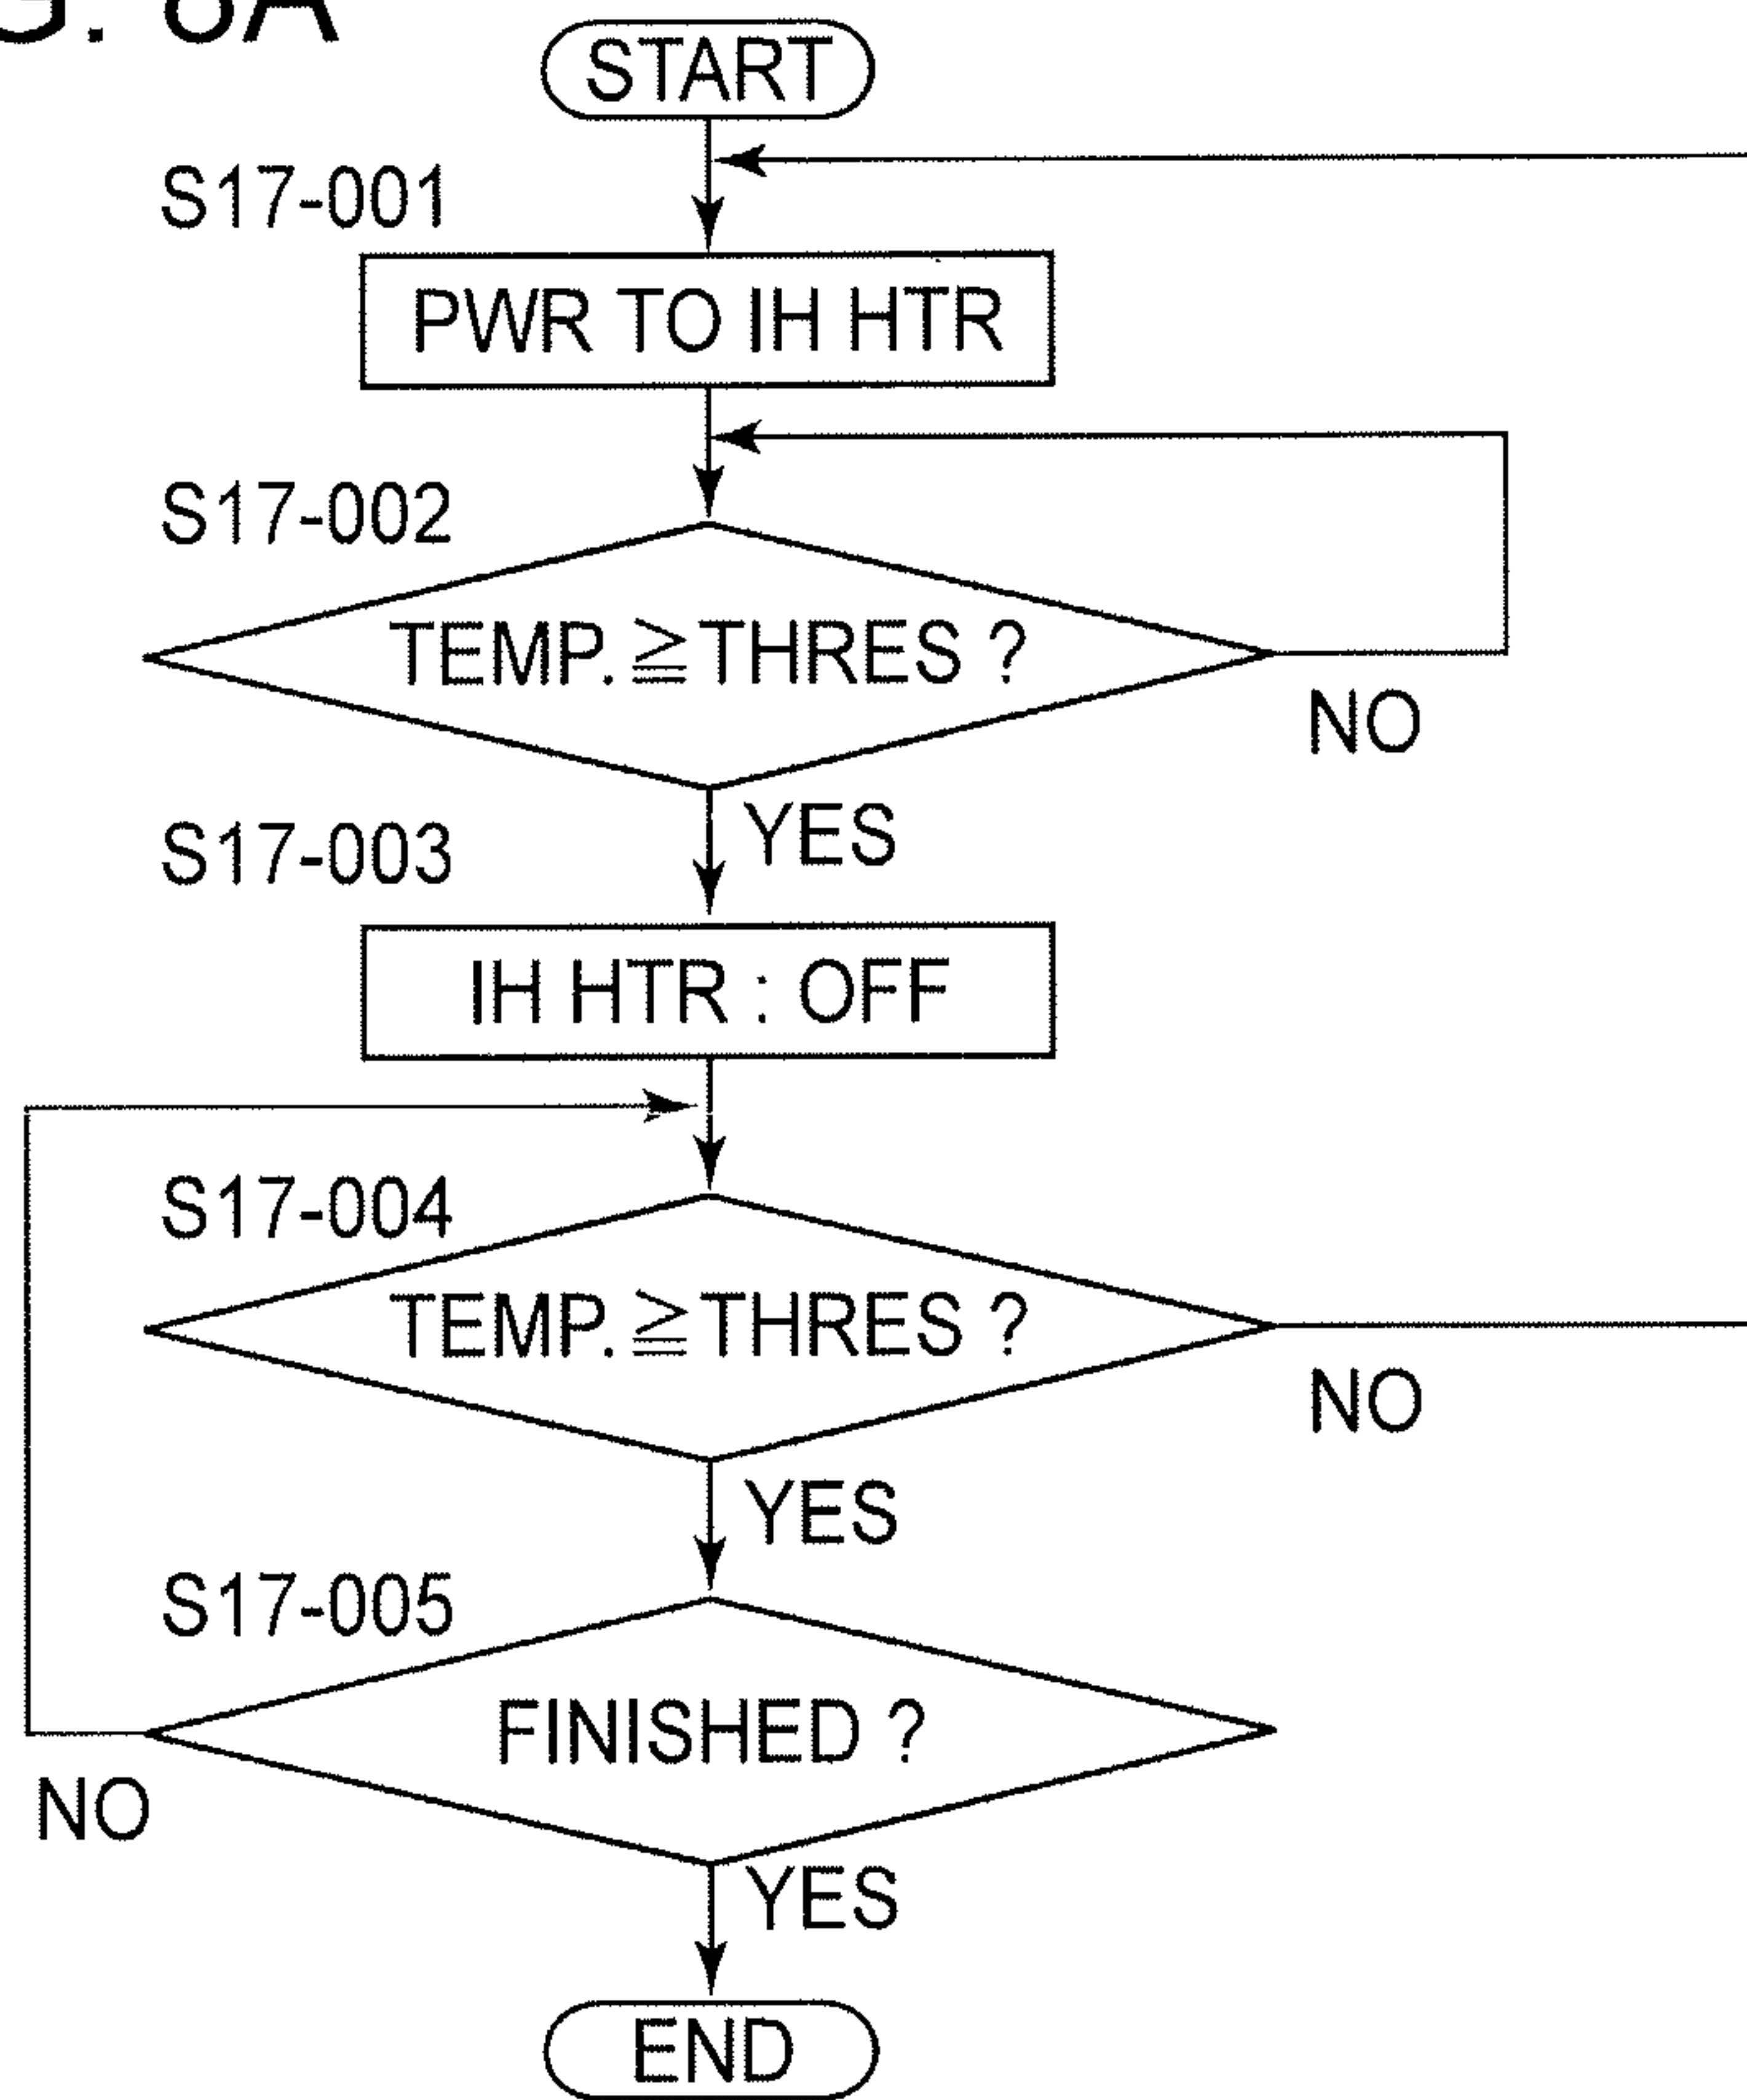 START
S17-001
PWR TO IH HTR
S17-002
TEMP. ≧ THRES ?
NO
YES
S17-003
IH HTR : OFF
S17-004
TEMP. ≧ THRES ?
NO
YES
S17-005
FINISHED ?
NO
YES
END